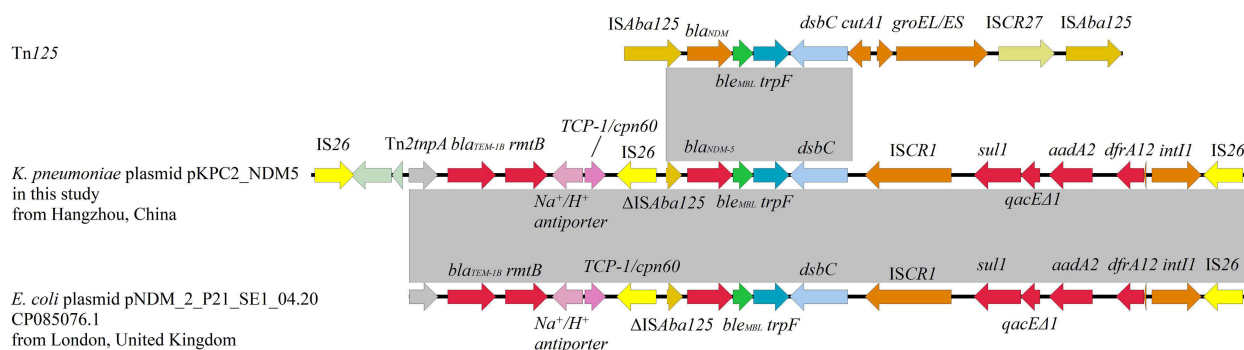 ISAba125 blaNDM dsbC cutA1 groEL/ES ISCR27 ISAba125
Tn125
bleMBL trpF
TCP-1/cpn60
IS26 Tn2tnpA blaTEM-1B rmtB IS26 blaNDM-5 dsbC ISCR1 sul1 aadA2 dfrA12 intI1 IS26
K. pneumoniae plasmid pKPC2_NDM5
in this study
from Hangzhou, China
Na+/H+ ΔISAba125 bleMBL trpF qacEΔ1
antiporter
blaTEM-1B rmtB TCP-1/cpn60 dsbC ISCR1 sul1 aadA2 dfrA12 intI1 IS26
E. coli plasmid pNDM_2_P21_SE1_04.20
CP085076.1
from London, United Kingdom
Na+/H+ ΔISAba125 bleMBL trpF qacEΔ1
antiporter